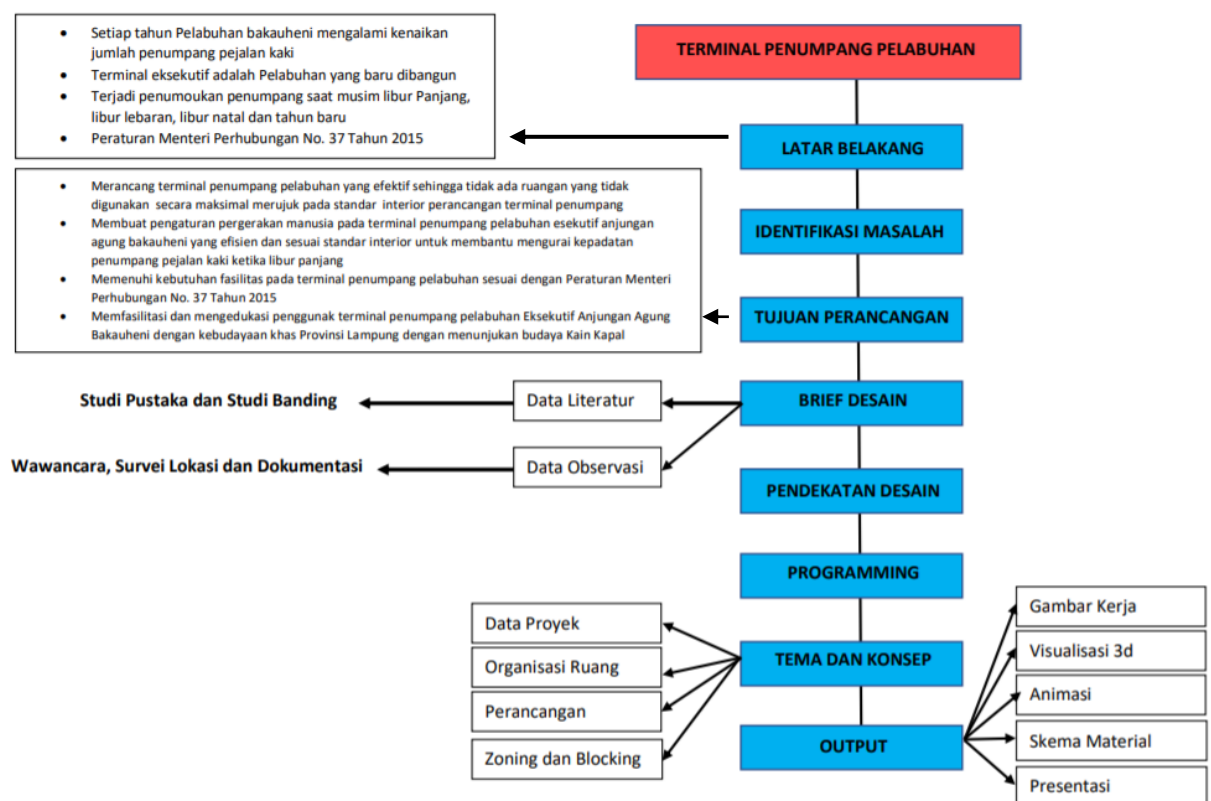 TERMINAL PENUMPANG PELABUHAN
• Setiap tahun Pelabuhan bakauheni mengalami kenaikan
jumlah penumpang pejalan kaki
• Terminal eksekutif adalah Pelabuhan yang baru dibangun
• Terjadi penumoukan penumpang saat musim libur Panjang,
libur lebaran, libur natal dan tahun baru
• Peraturan Menteri Perhubungan No. 37 Tahun 2015
LATAR BELAKANG
IDENTIFIKASI MASALAH
• Merancang terminal penumpang pelabuhan yang efektif sehingga tidak ada ruangan yang tidak
digunakan secara maksimal merujuk pada standar interior perancangan terminal penumpang
• Membuat pengaturan pergerakan manusia pada terminal penumpang pelabuhan esekutif anjungan
agung bakauheni yang efisien dan sesuai standar interior untuk membantu mengurai kepadatan
penumpang pejalan kaki ketika libur panjang
• Memenuhi kebutuhan fasilitas pada terminal penumpang pelabuhan sesuai dengan Peraturan Menteri
Perhubungan No. 37 Tahun 2015
• Memfasilitasi dan mengedukasi penggunak terminal penumpang pelabuhan Eksekutif Anjungan Agung
Bakauheni dengan kebudayaan khas Provinsi Lampung dengan menunjukan budaya Kain Kapal
TUJUAN PERANCANGAN
BRIEF DESAIN
Data Literatur
Studi Pustaka dan Studi Banding
Data Observasi
Wawancara, Survei Lokasi dan Dokumentasi
PENDEKATAN DESAIN
PROGRAMMING
TEMA DAN KONSEP
Data Proyek
Organisasi Ruang
Perancangan
Zoning dan Blocking
OUTPUT
Gambar Kerja
Visualisasi 3d
Animasi
Skema Material
Presentasi